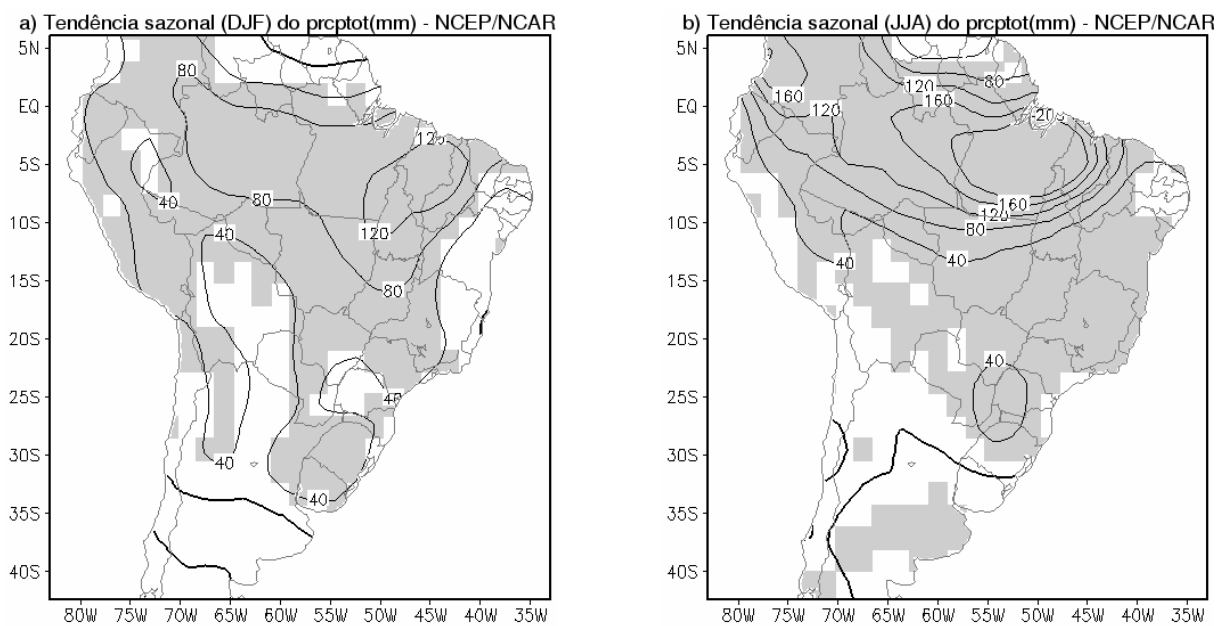 a) Tendência sazonal (DJF) do prcptot(mm) - NCEP/NCAR
5N
EQ
5S
10S
15S
20S
25S
30S
35S
40S
80W 75W 70W 65W 60W 55W 50W 45W 40W 35W
80
120
40
80
120
40
80
40
40
40
b) Tendência sazonal (JJA) do prcptot(mm) - NCEP/NCAR
5N
EQ
5S
10S
15S
20S
25S
30S
35S
40S
80W 75W 70W 65W 60W 55W 50W 45W 40W 35W
80
120
160
160
120
160
120
80
40
40
40